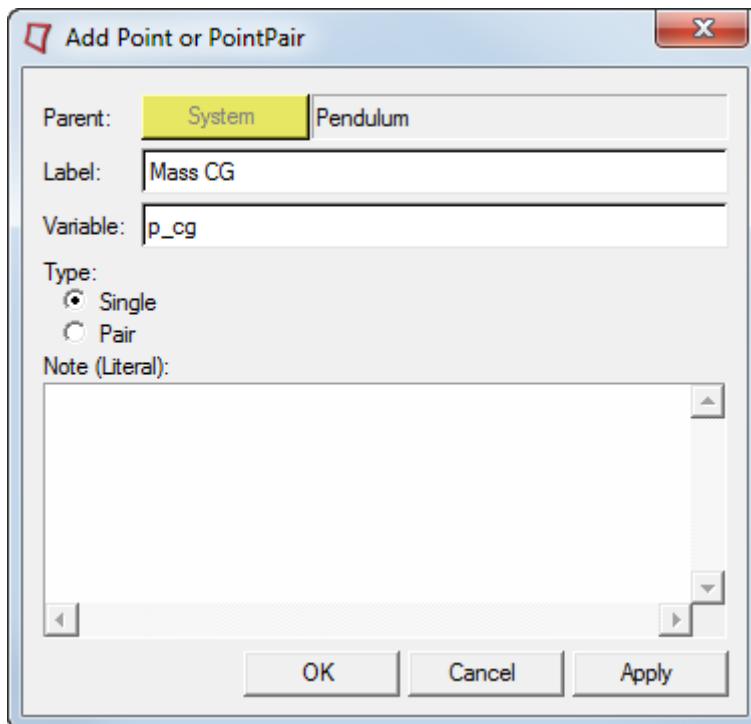 Add Point or PointPair
Parent: System Pendulum
Label: Mass CG
Variable: p_cg
Type:
Single
Pair
Note (Literal):
OK Cancel Apply